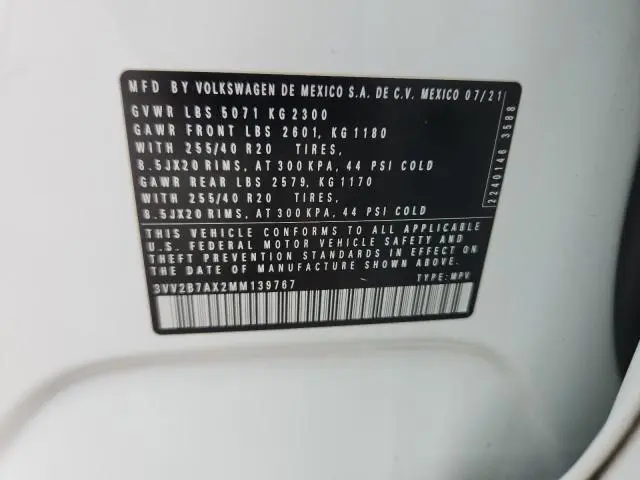 MFD BY VOLKSWAGEN DE MEXICO S.A. DE C.V. MEXICO 07/21
GVWR LBS 5071 KG 2300
GAWR FRONT LBS 2601, KG 1180
WITH 255/40 R20 TIRES,
8.5JX20 RIMS, AT 300 KPA, 44 PSI COLD
GAWR REAR LBS 2579, KG 1170
WITH 255/40 R20 TIRES,
8.5JX20 RIMS, AT 300 KPA, 44 PSI COLD
THIS VEHICLE CONFORMS TO ALL APPLICABLE
U.S. FEDERAL MOTOR VEHICLE SAFETY AND
THEFT PREVENTION STANDARDS IN EFFECT ON
THE DATE OF MANUFACTURE SHOWN ABOVE.
3VV2B7AX2MM139767 TYPE: MPV
2240146 3588